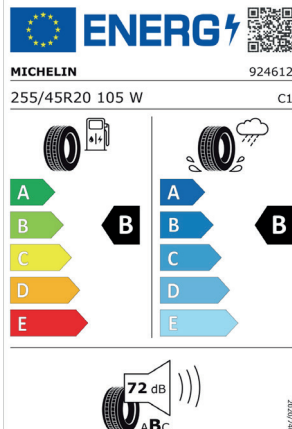 ENERG
MICHELIN 924612
255/45R20 105 W C1
A A
B B B B
C C
D D
E E
72 dB
ABC